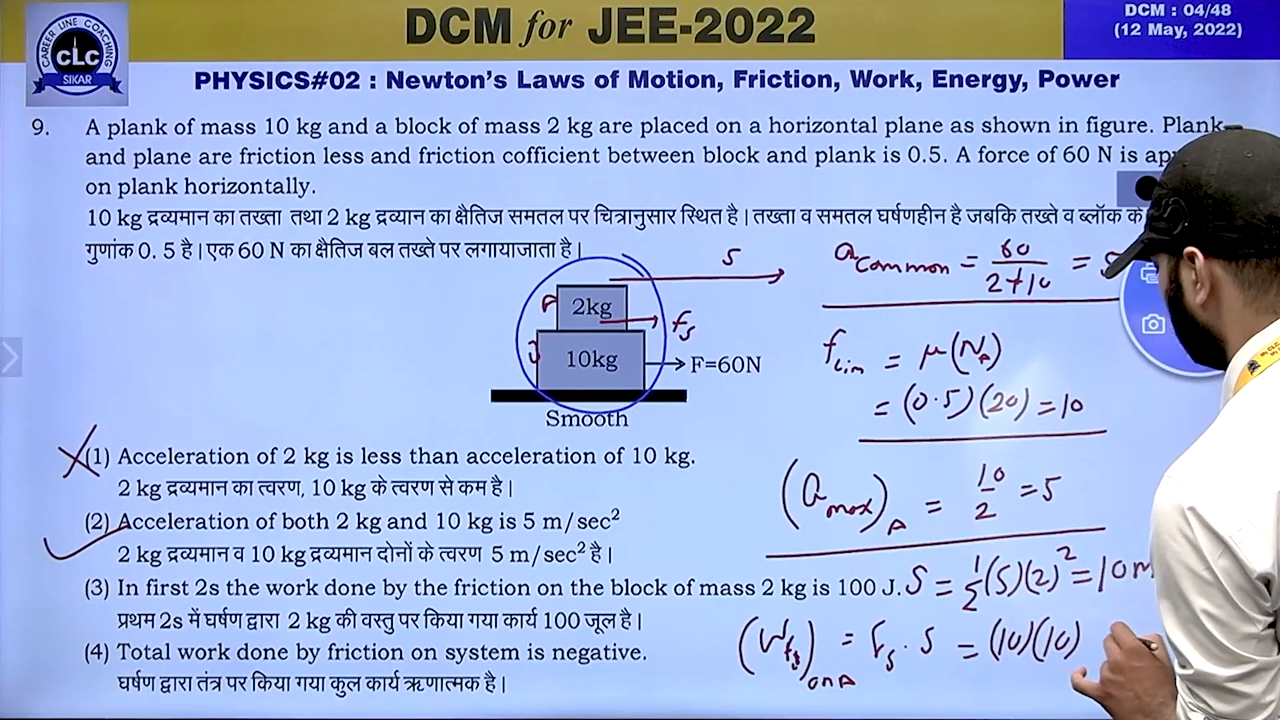 CAREER LINE COACHING
CLC
SIKAR
DCM for JEE-2022
DCM : 04/48
(12 May, 2022)
PHYSICS#02 : Newton's Laws of Motion, Friction, Work, Energy, Power
9. A plank of mass 10 kg and a block of mass 2 kg are placed on a horizontal plane as shown in figure. Plank
and plane are friction less and friction cofficient between block and plank is 0.5. A force of 60 N is
on plank horizontally.
10 kg द्रव्यमान का तख्ता तथा 2 kg द्रव्यान का क्षैतिज समतल पर चित्रानुसार स्थित है। तख्ता व समतल घर्षणहीन है जबकि तख्ते व ब्लॉक के
गुणांक 0. 5 है। एक 60 N का क्षैतिज बल तख्ते पर लगायाजाता है।
S
a common = 60/(2+10) = 5
A 2kg
fs
10kg
F=60N
Smooth
f lim = μ(N_A)
= (0.5)(20) = 10
(a max)_A = 10/2 = 5
(1) Acceleration of 2 kg is less than acceleration of 10 kg.
2 kg द्रव्यमान का त्वरण, 10 kg के त्वरण से कम है।
(2) Acceleration of both 2 kg and 10 kg is 5 m/sec²
2 kg द्रव्यमान व 10 kg द्रव्यमान दोनों के त्वरण 5 m/sec² है।
(3) In first 2s the work done by the friction on the block of mass 2 kg is 100 J.
S = 1/2(5)(2)² = 10m
प्रथम 2s में घर्षण द्वारा 2 kg की वस्तु पर किया गया कार्य 100 जूल है।
(W fs) on A = fs . S = (10)(10)
(4) Total work done by friction on system is negative.
घर्षण द्वारा तंत्र पर किया गया कुल कार्य ऋणात्मक है।